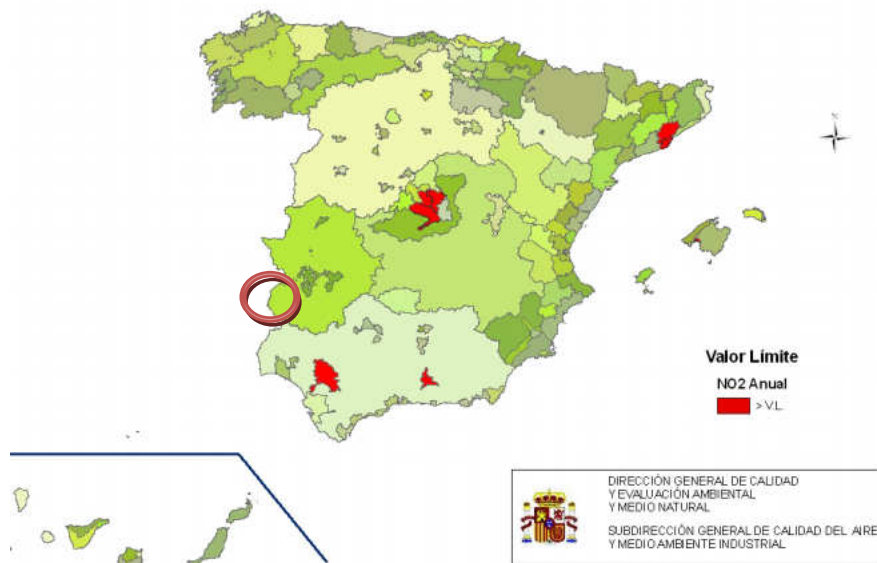 Valor Límite
NO2 Anual
> V.L.
DIRECCIÓN GENERAL DE CALIDAD
Y EVALUACIÓN AMBIENTAL
Y MEDIO NATURAL
SUBDIRECCIÓN GENERAL DE CALIDAD DEL AIRE
Y MEDIO AMBIENTE INDUSTRIAL